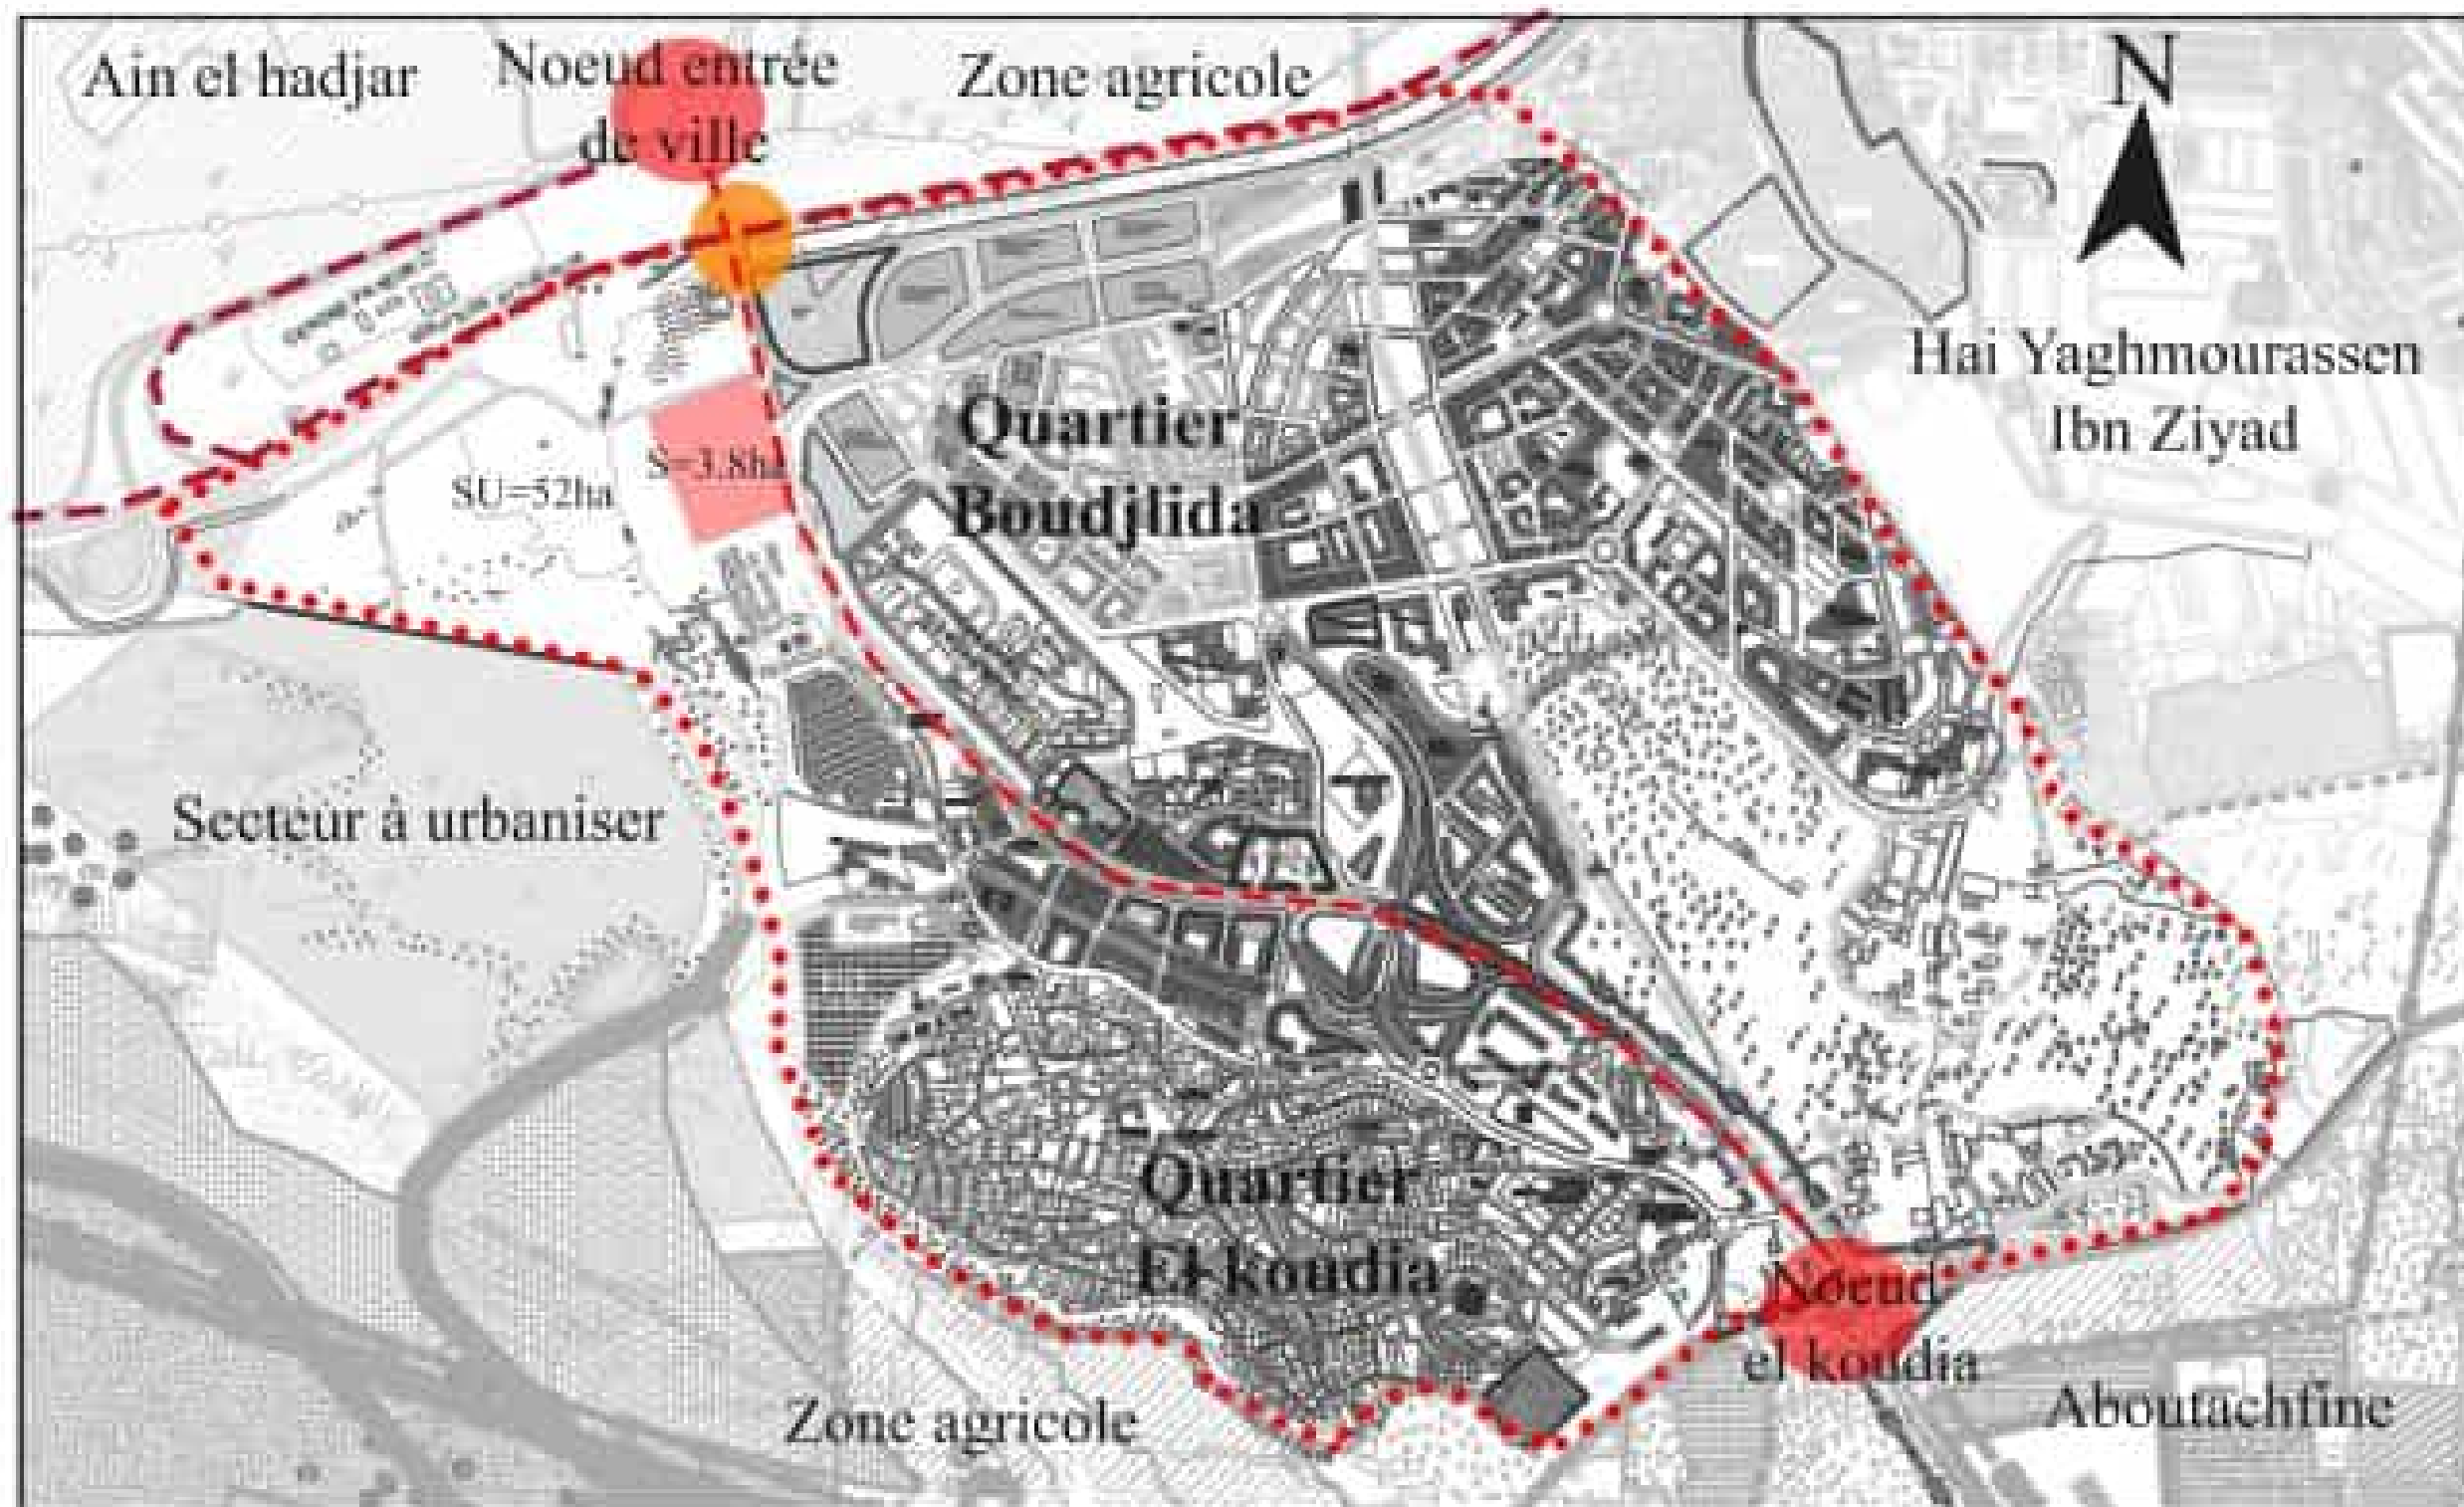 Ain el hadjar
Noeud entrée
de ville
Zone agricole
N
Hai Yaghmourassen
Ibn Ziyad
Quartier
Boudjlida
S=3.8ha
SU=52ha
Secteur à urbaniser
Quartier
El koudia
Noeud
el koudia
Zone agricole
Aboutachfine